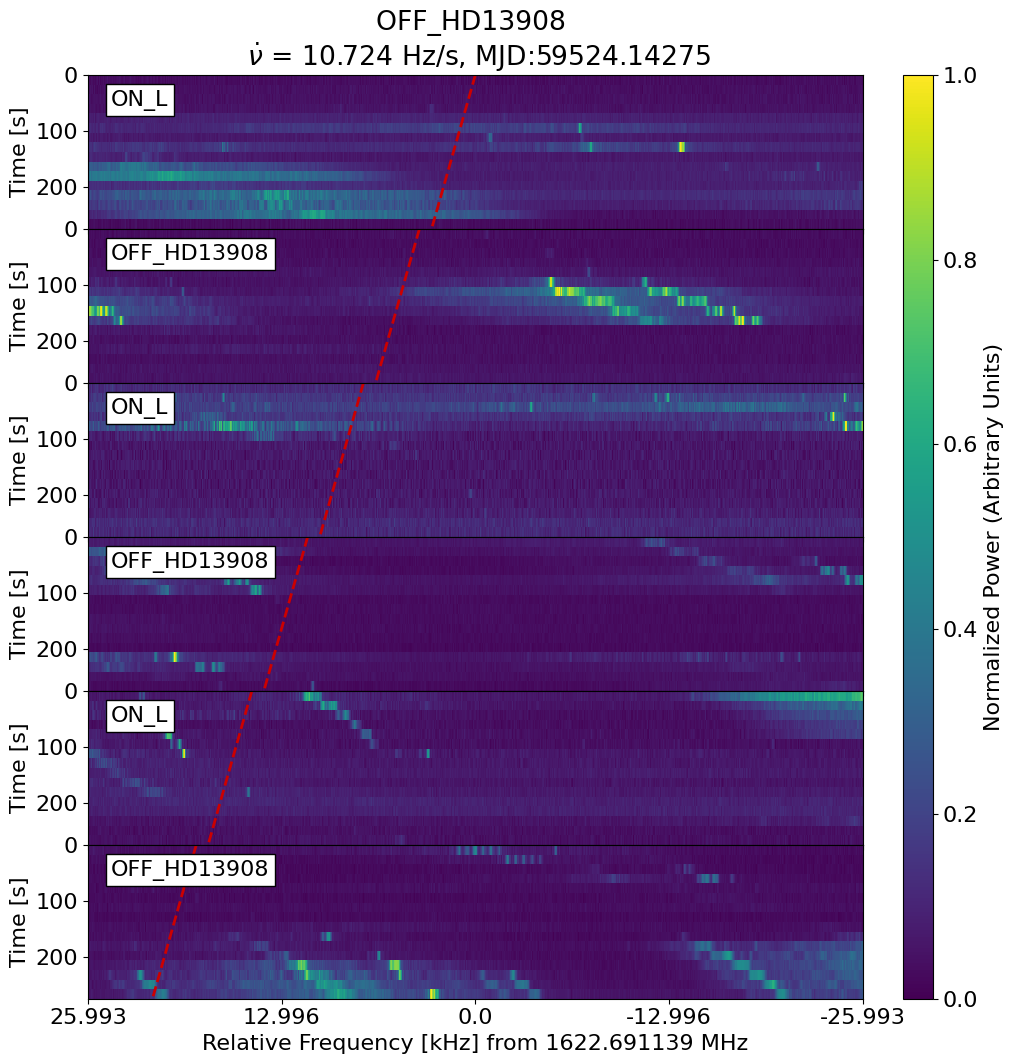 OFF_HD13908
ν̇ = 10.724 Hz/s, MJD:59524.14275
0
ON_L
100
200
Time [s]
0
OFF_HD13908
100
200
Time [s]
0
ON_L
100
200
Time [s]
0
OFF_HD13908
100
200
Time [s]
0
ON_L
100
200
Time [s]
0
OFF_HD13908
100
200
Time [s]
25.993 12.996 0.0 -12.996 -25.993
Relative Frequency [kHz] from 1622.691139 MHz
1.0
0.8
0.6
0.4
0.2
0.0
Normalized Power (Arbitrary Units)